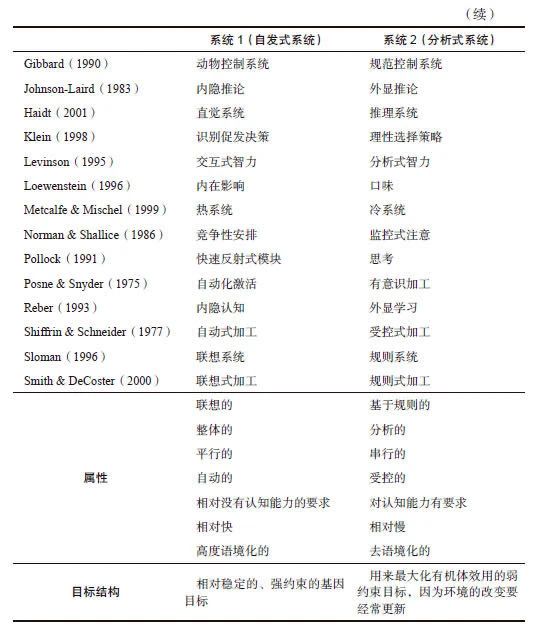 （续）
系统 1（自发式系统） 系统 2（分析式系统）
Gibbard（1990） 动物控制系统 规范控制系统
Johnson-Laird（1983） 内隐推论 外显推论
Haidt（2001） 直觉系统 推理系统
Klein（1998） 识别促发决策 理性选择策略
Levinson（1995） 交互式智力 分析式智力
Loewenstein（1996） 内在影响 口味
Metcalfe & Mischel（1999） 热系统 冷系统
Norman & Shallice（1986） 竞争性安排 监控式注意
Pollock（1991） 快速反射式模块 思考
Posne & Snyder（1975） 自动化激活 有意识加工
Reber（1993） 内隐认知 外显学习
Shiffrin & Schneider（1977） 自动式加工 受控式加工
Sloman（1996） 联想系统 规则系统
Smith & DeCoster（2000） 联想式加工 规则式加工
联想的 基于规则的
整体的 分析的
平行的 串行的
属性 自动的 受控的
相对没有认知能力的要求 对认知能力有要求
相对快 相对慢
高度语境化的 去语境化的
目标结构 相对稳定的、强约束的基因
目标
用来最大化有机体效用的弱
约束目标，因为环境的改变要
经常更新